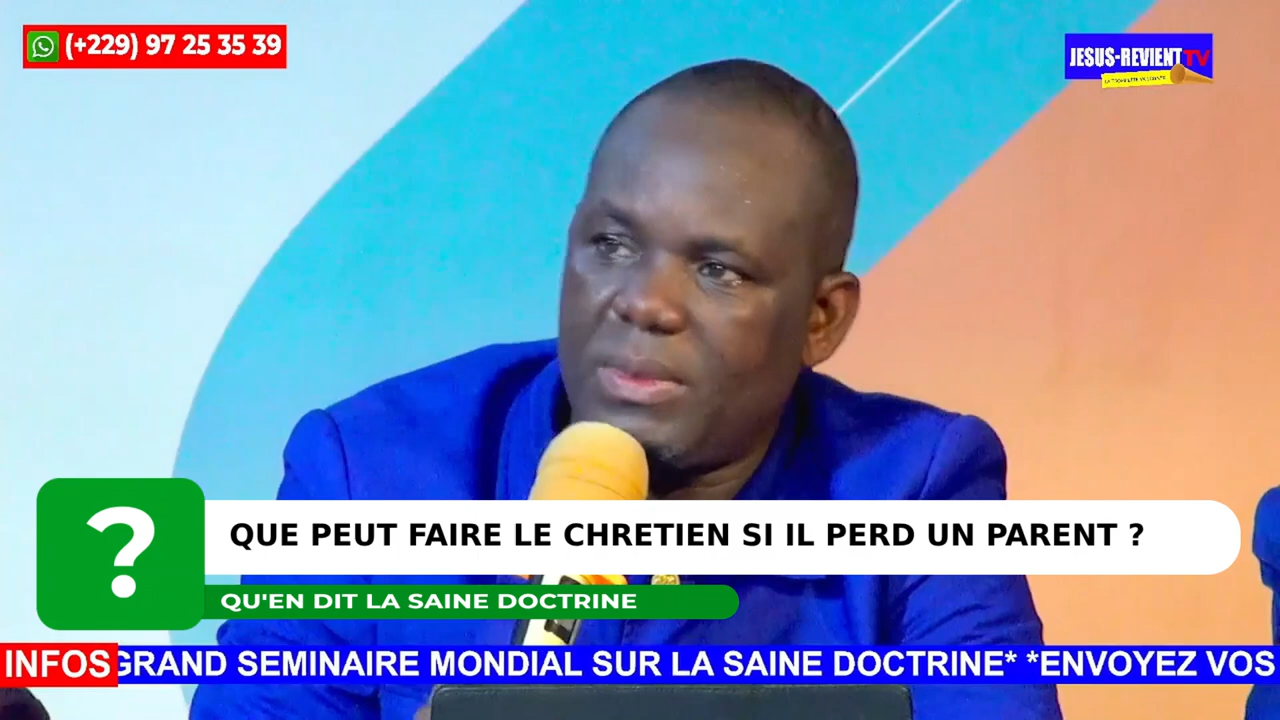 (+229) 97 25 35 39
JESUS-REVIENT TV
?
QUE PEUT FAIRE LE CHRETIEN SI IL PERD UN PARENT ?
QU'EN DIT LA SAINE DOCTRINE
INFOS GRAND SEMINAIRE MONDIAL SUR LA SAINE DOCTRINE* *ENVOYEZ VOS